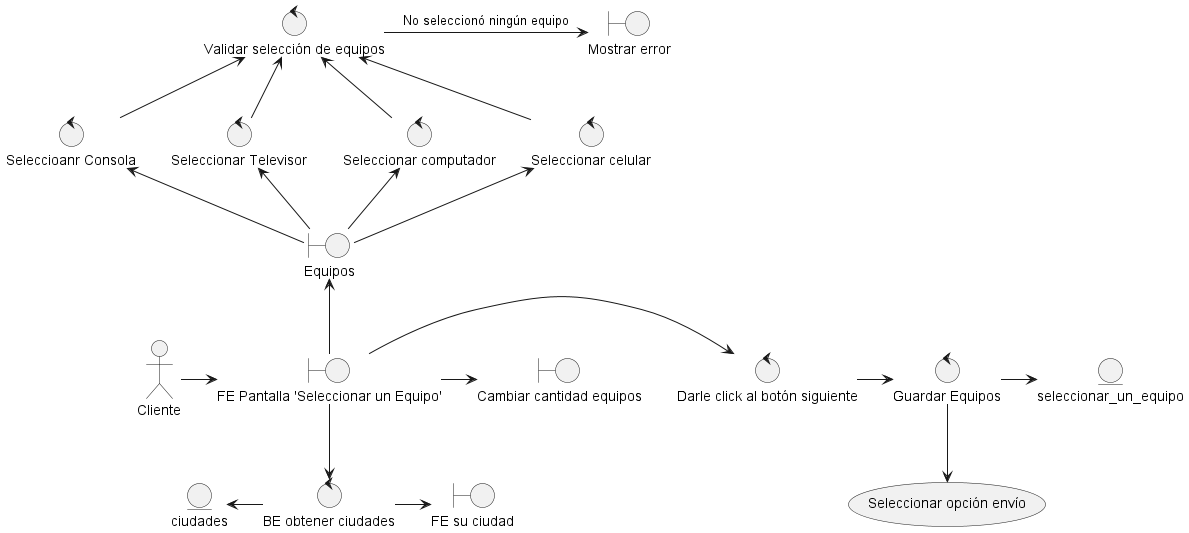 No seleccionó ningún equipo
Validar selección de equipos
Mostrar error
Seleccioanr Consola
Seleccionar Televisor
Seleccionar computador
Seleccionar celular
Equipos
Cliente
FE Pantalla 'Seleccionar un Equipo'
Cambiar cantidad equipos
Darle click al botón siguiente
Guardar Equipos
seleccionar_un_equipo
ciudades
BE obtener ciudades
FE su ciudad
Seleccionar opción envío